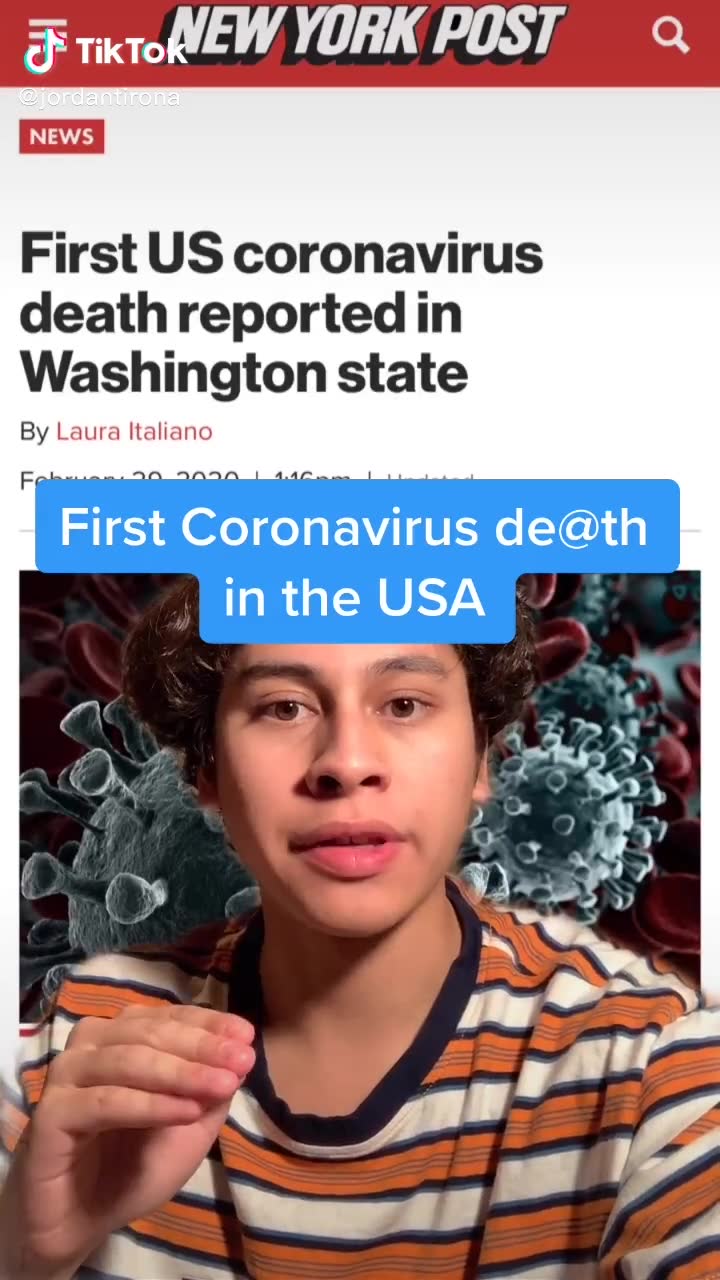 NEW YORK POST
TikTok
@jordantirona
NEWS
First US coronavirus
death reported in
Washington state
By Laura Italiano
February 29, 2020 | 1:16pm | Updated
First Coronavirus de@th
in the USA